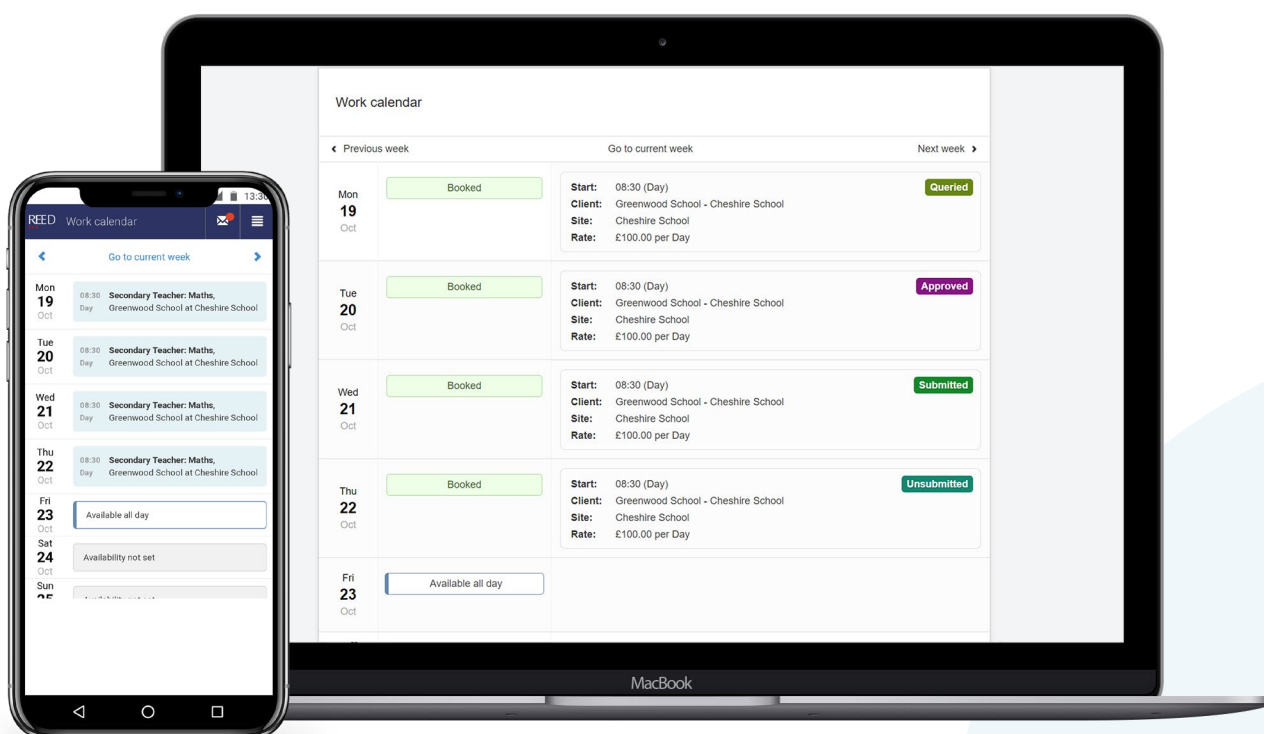 13:30
REED Work calendar
Go to current week
Mon
19
Oct
08:30 Secondary Teacher: Maths,
Day Greenwood School at Cheshire School
Tue
20
Oct
08:30 Secondary Teacher: Maths,
Day Greenwood School at Cheshire School
Wed
21
Oct
08:30 Secondary Teacher: Maths,
Day Greenwood School at Cheshire School
Thu
22
Oct
08:30 Secondary Teacher: Maths,
Day Greenwood School at Cheshire School
Fri
23
Oct
Available all day
Sat
24
Oct
Availability not set
Sun
Work calendar
Previous week Go to current week Next week
Mon
19
Oct
Booked
Start: 08:30 (Day) Queried
Client: Greenwood School - Cheshire School
Site: Cheshire School
Rate: £100.00 per Day
Tue
20
Oct
Booked
Start: 08:30 (Day) Approved
Client: Greenwood School - Cheshire School
Site: Cheshire School
Rate: £100.00 per Day
Wed
21
Oct
Booked
Start: 08:30 (Day) Submitted
Client: Greenwood School - Cheshire School
Site: Cheshire School
Rate: £100.00 per Day
Thu
22
Oct
Booked
Start: 08:30 (Day) Unsubmitted
Client: Greenwood School - Cheshire School
Site: Cheshire School
Rate: £100.00 per Day
Fri
23
Oct
Available all day
MacBook